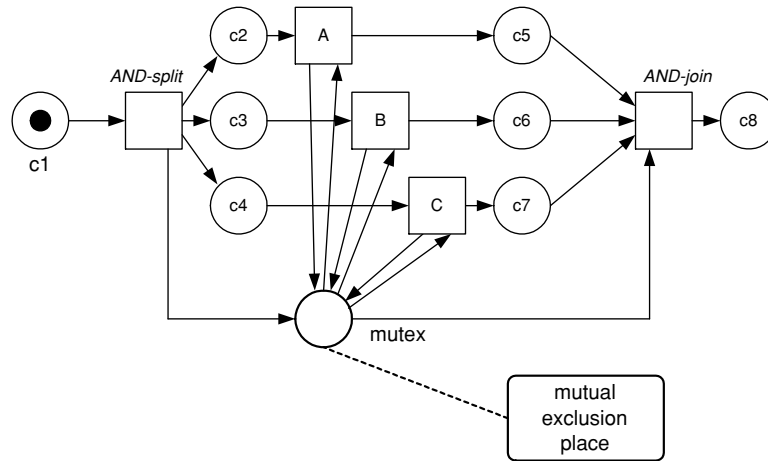 c2
A
c5
AND-split
AND-join
c3
B
c6
c8
c1
c4
C
c7
mutex
mutual
exclusion
place